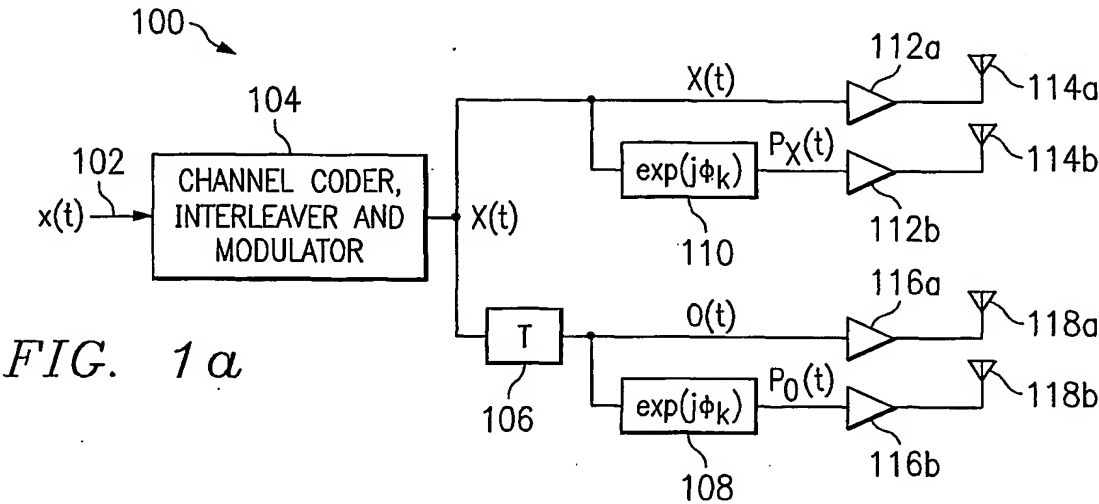 100
112a
X(t)
114a
104
102
x(t)
CHANNEL CODER,
INTERLEAVER AND
MODULATOR
X(t)
exp(jΦk)
PX(t)
114b
110
112b
116a
O(t)
118a
T
FIG. 1a
106
exp(jΦk)
PO(t)
118b
108
116b